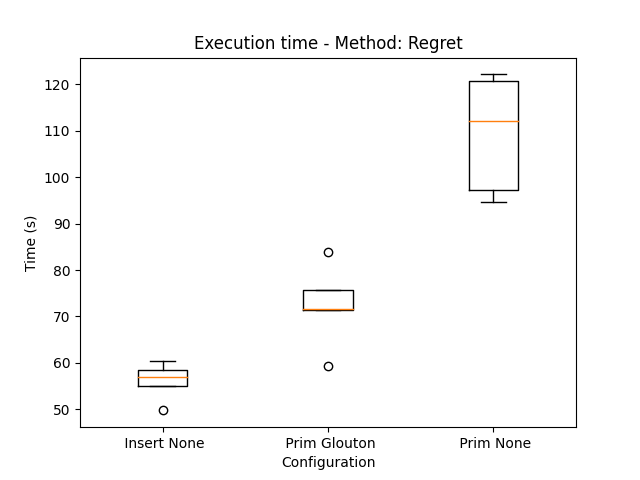 Execution time - Method: Regret
120
110
100
90
80
70
60
50
Time (s)
Insert None
Prim Glouton
Prim None
Configuration